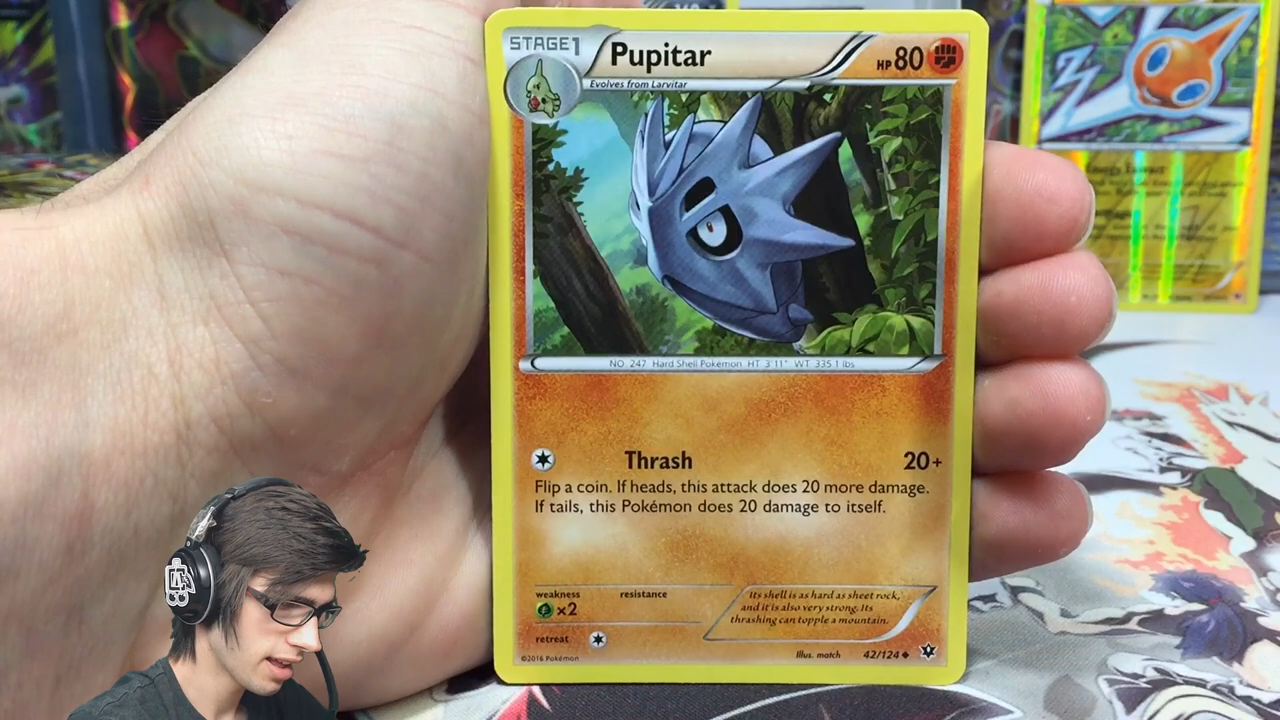 STAGE1
Pupitar
HP80
Evolves from Larvitar
NO. 247 Hard Shell Pokémon HT 3'11" WT 335.1 lbs
Thrash 20+
Flip a coin. If heads, this attack does 20 more damage.
If tails, this Pokémon does 20 damage to itself.
weakness resistance
×2
retreat
Its shell is as hard as sheet rock,
and it is also very strong. Its
thrashing can topple a mountain.
©2016 Pokémon
Illus. match 42/124